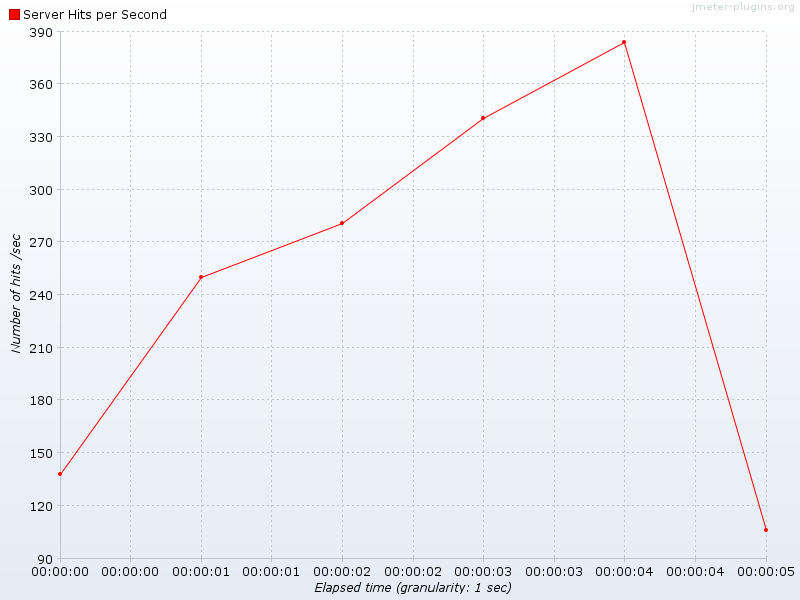 jmeter-plugins.org
Server Hits per Second
390
360
330
300
270
240
210
180
150
120
90
Number of hits /sec
00:00:00 00:00:00 00:00:01 00:00:01 00:00:02 00:00:02 00:00:03 00:00:03 00:00:04 00:00:04 00:00:05
Elapsed time (granularity: 1 sec)